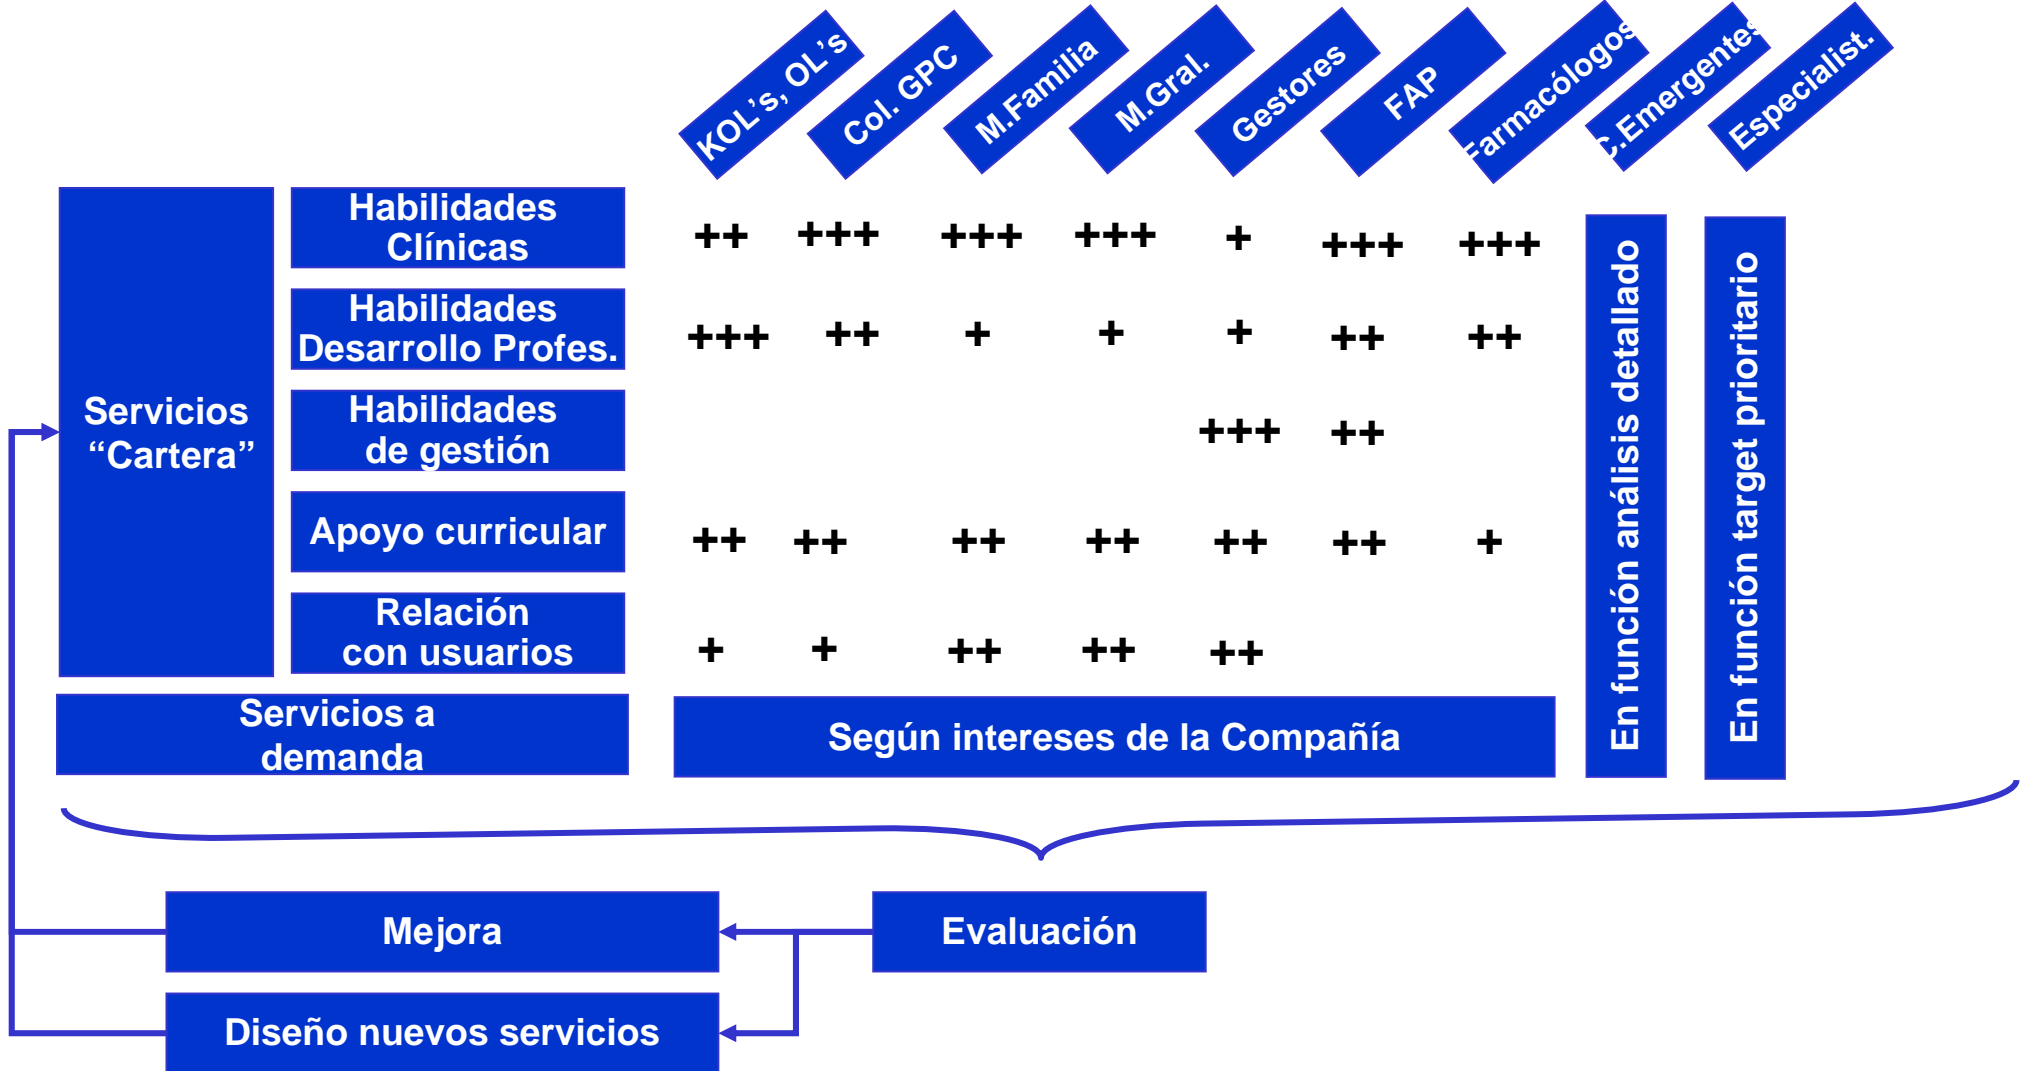 KOL's, OL's
Col. GPC
M.Familia
M.Gral.
Gestores
FAP
Farmacólogos
C.Emergentes
Especialist.
Servicios
“Cartera”
Habilidades
Clínicas
++ +++ +++ +++ + +++ +++
Habilidades
Desarrollo Profes.
+++ ++ + + + ++ ++
Habilidades
de gestión
+++ ++
Apoyo curricular
++ ++ ++ ++ ++ ++ +
Relación
con usuarios
+ + ++ ++ ++
En función análisis detallado
En función target prioritario
Servicios a
demanda
Según intereses de la Compañía
Mejora
Evaluación
Diseño nuevos servicios